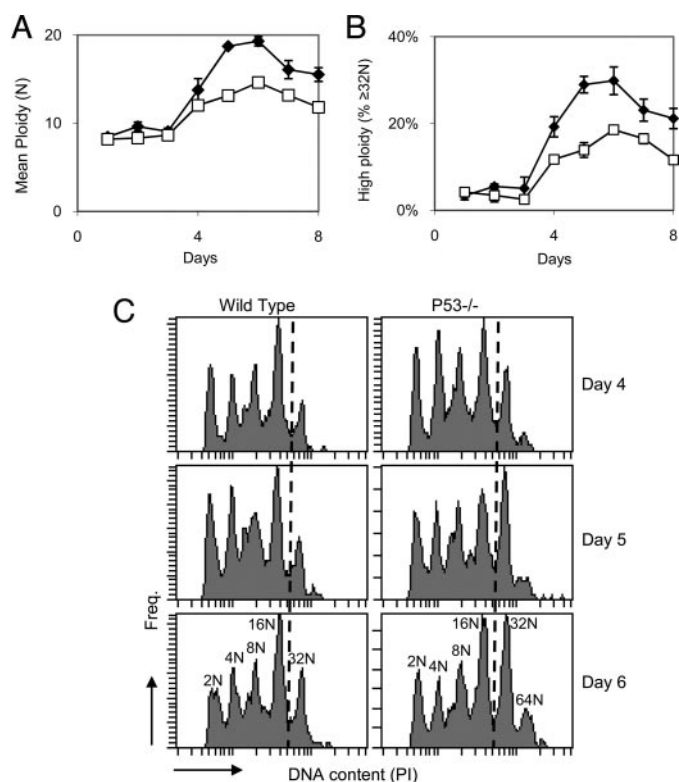 A
Mean Ploidy (N)
20
10
0
0
4
8
Days
B
High ploidy (% ≥32N)
40%
20%
0%
0
4
8
Days
C
Wild Type
P53-/-
Day 4
Day 5
Day 6
Freq.
2N
4N
8N
16N
32N
2N
4N
8N
16N
32N
64N
DNA content (PI)